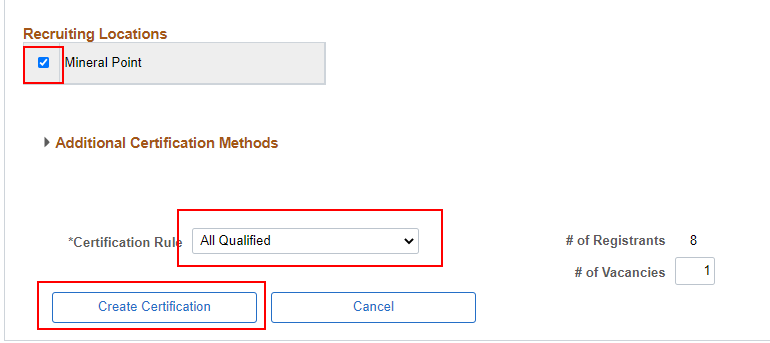 Recruiting Locations
Mineral Point
Additional Certification Methods
*Certification Rule All Qualified # of Registrants 8
# of Vacancies 1
Create Certification Cancel